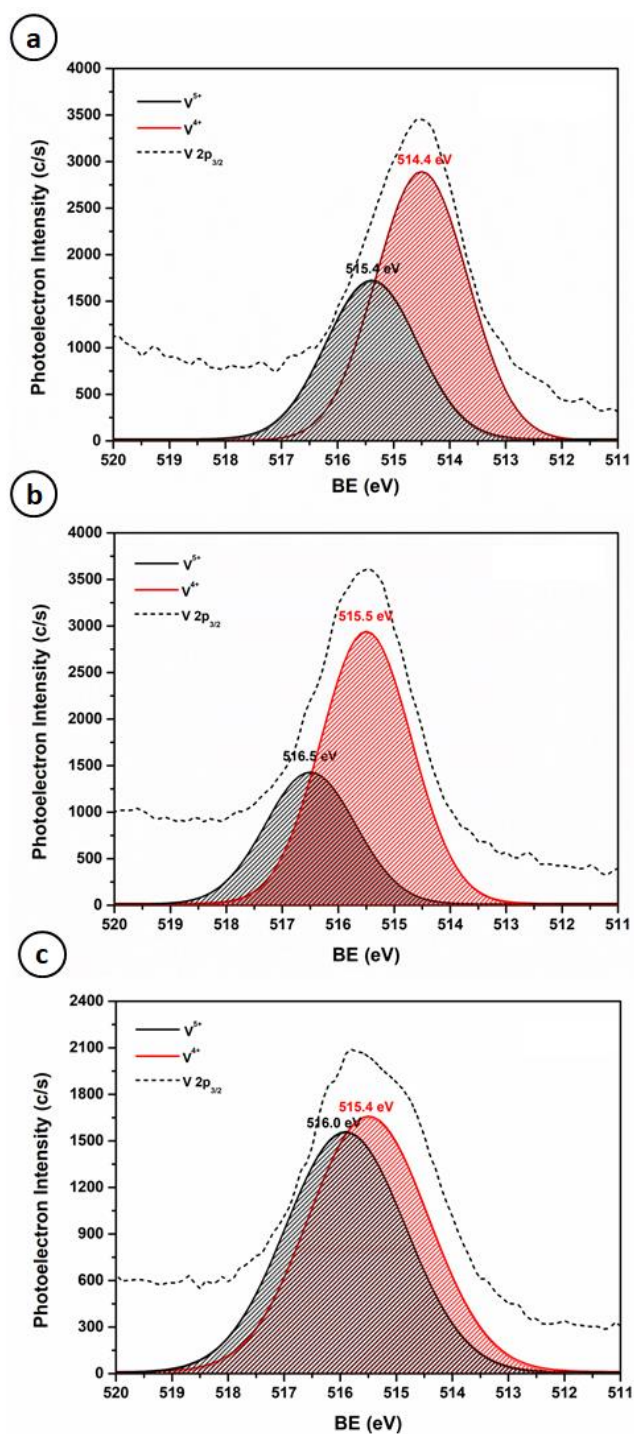 a
4000
3500
3000
2500
2000
1500
1000
500
0
Photoelectron Intensity (c/s)
V⁵⁺
V⁴⁺
V 2p₃/₂
514.4 eV
515.4 eV
520 519 518 517 516 515 514 513 512 511
BE (eV)
b
4000
3500
3000
2500
2000
1500
1000
500
0
Photoelectron Intensity (c/s)
V⁵⁺
V⁴⁺
V 2p₃/₂
515.5 eV
516.5 eV
520 519 518 517 516 515 514 513 512 511
BE (eV)
c
2400
2100
1800
1500
1200
900
600
300
0
Photoelectron Intensity (c/s)
V⁵⁺
V⁴⁺
V 2p₃/₂
515.4 eV
516.0 eV
520 519 518 517 516 515 514 513 512 511
BE (eV)